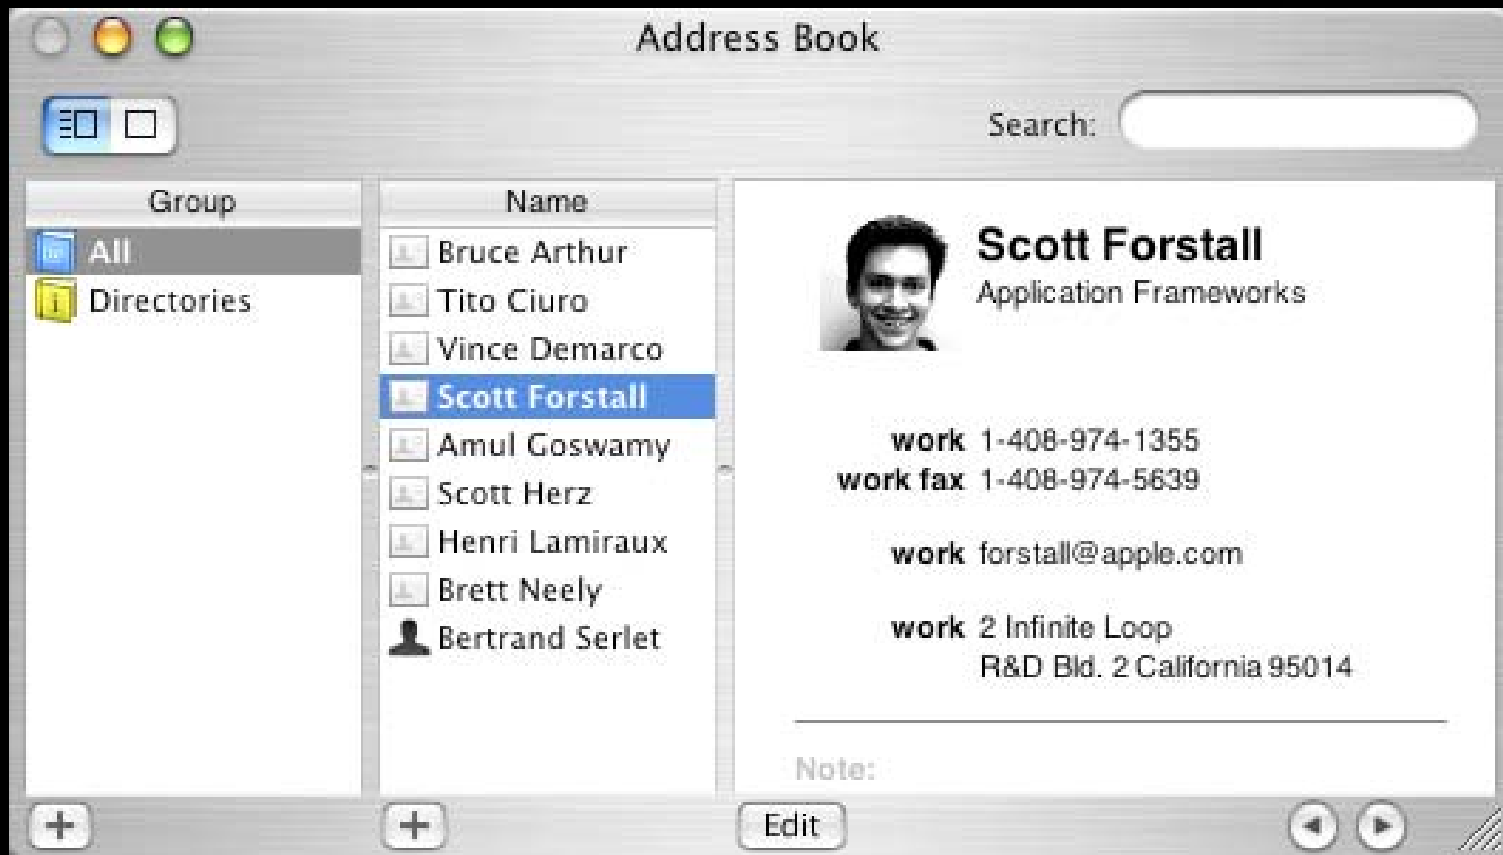 Address Book
Search:
Group
All
Directories
Name
Bruce Arthur
Tito Ciuro
Vince Demarco
Scott Forstall
Amul Goswamy
Scott Herz
Henri Lamiraux
Brett Neely
Bertrand Serlet
Scott Forstall
Application Frameworks
work 1-408-974-1355
work fax 1-408-974-5639
work forstall@apple.com
work 2 Infinite Loop
R&D Bld. 2 California 95014
Note:
Edit